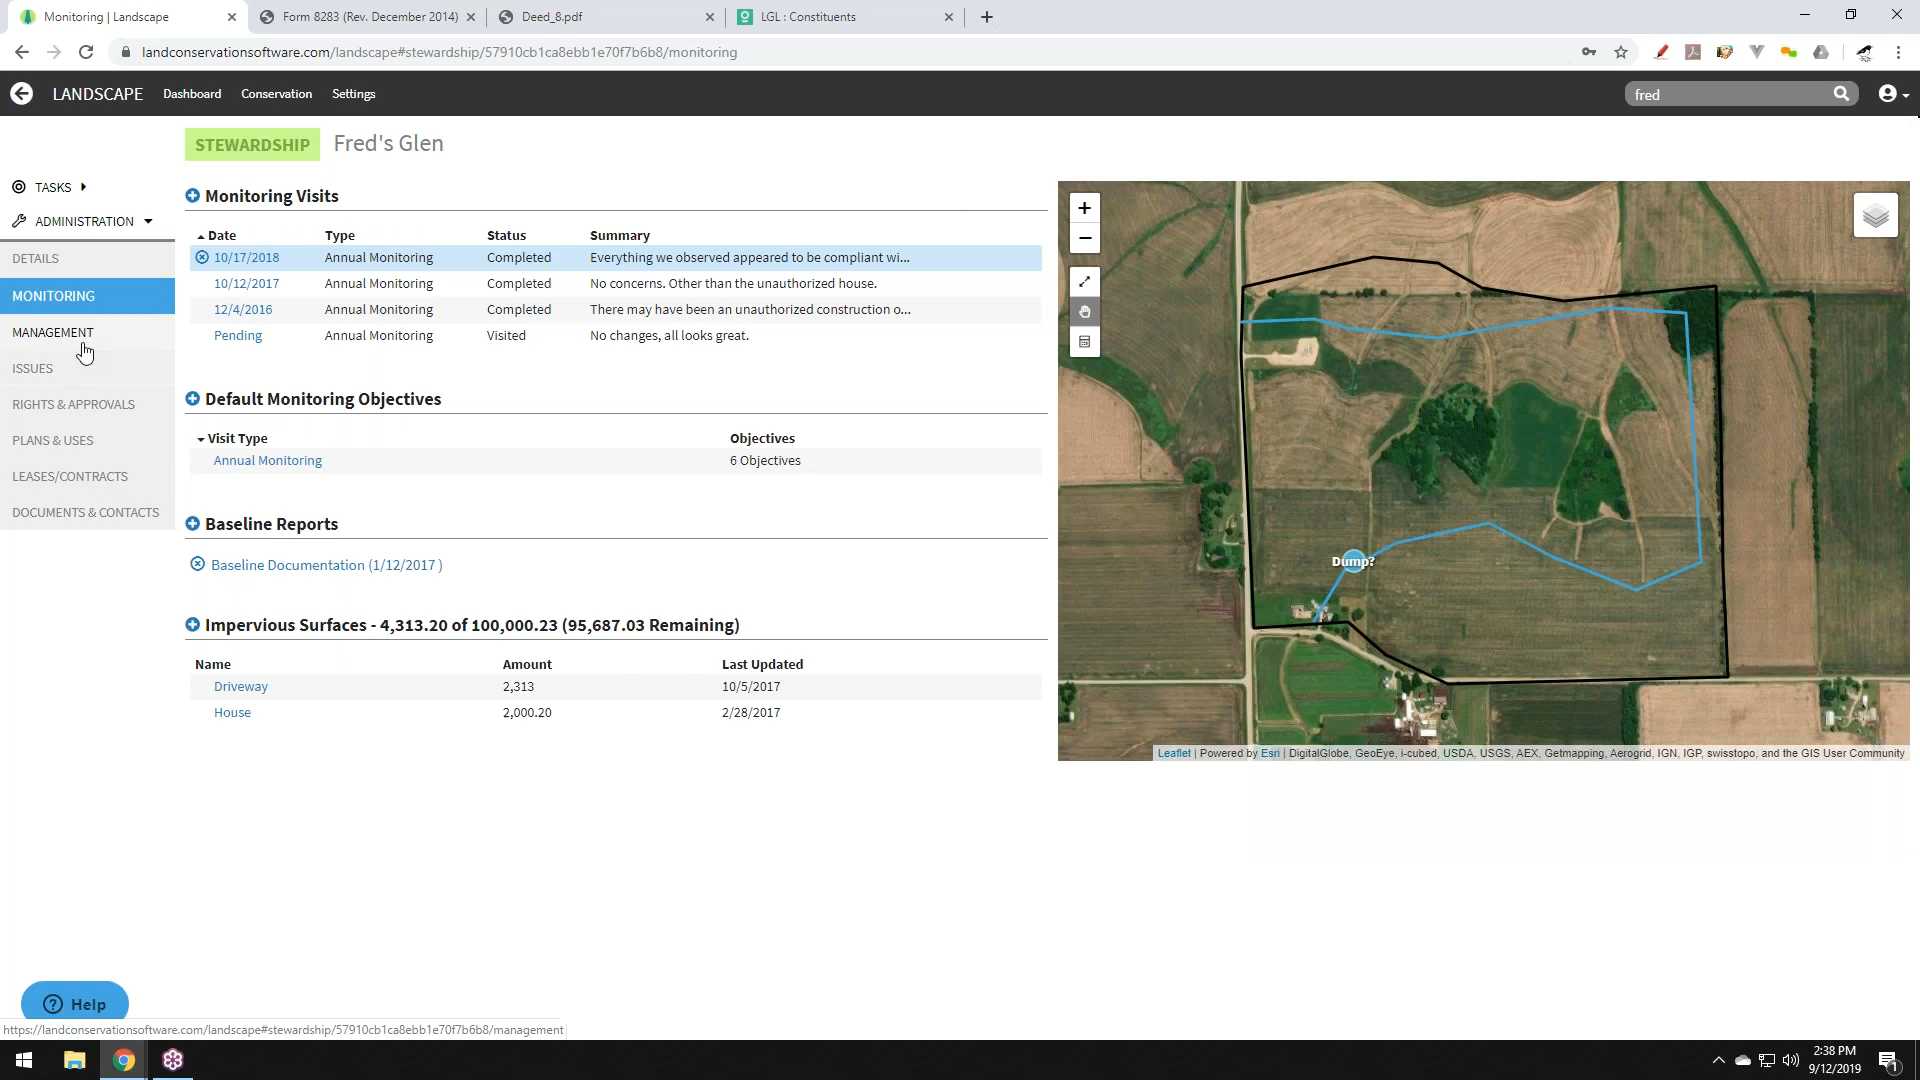 Monitoring | Landscape
Form 8283 (Rev. December 2014)
Deed_8.pdf
LGL : Constituents
landconservationsoftware.com/landscape#stewardship/57910cb1ca8ebb1e70f7b6b8/monitoring
LANDSCAPE
Dashboard
Conservation
Settings
fred
STEWARDSHIP
Fred's Glen
TASKS
ADMINISTRATION
DETAILS
MONITORING
MANAGEMENT
ISSUES
RIGHTS & APPROVALS
PLANS & USES
LEASES/CONTRACTS
DOCUMENTS & CONTACTS
Monitoring Visits
Date Type Status Summary
10/17/2018 Annual Monitoring Completed Everything we observed appeared to be compliant wi...
10/12/2017 Annual Monitoring Completed No concerns. Other than the unauthorized house.
12/4/2016 Annual Monitoring Completed There may have been an unauthorized construction o...
Pending Annual Monitoring Visited No changes, all looks great.
Default Monitoring Objectives
Visit Type Objectives
Annual Monitoring 6 Objectives
Baseline Reports
Baseline Documentation (1/12/2017 )
Impervious Surfaces - 4,313.20 of 100,000.23 (95,687.03 Remaining)
Name Amount Last Updated
Driveway 2,313 10/5/2017
House 2,000.20 2/28/2017
+
−
Dump?
Leaflet | Powered by Esri | DigitalGlobe, GeoEye, i-cubed, USDA, USGS, AEX, Getmapping, Aerogrid, IGN, IGP, swisstopo, and the GIS User Community
? Help
https://landconservationsoftware.com/landscape#stewardship/57910cb1ca8ebb1e70f7b6b8/management
2:38 PM
9/12/2019
1